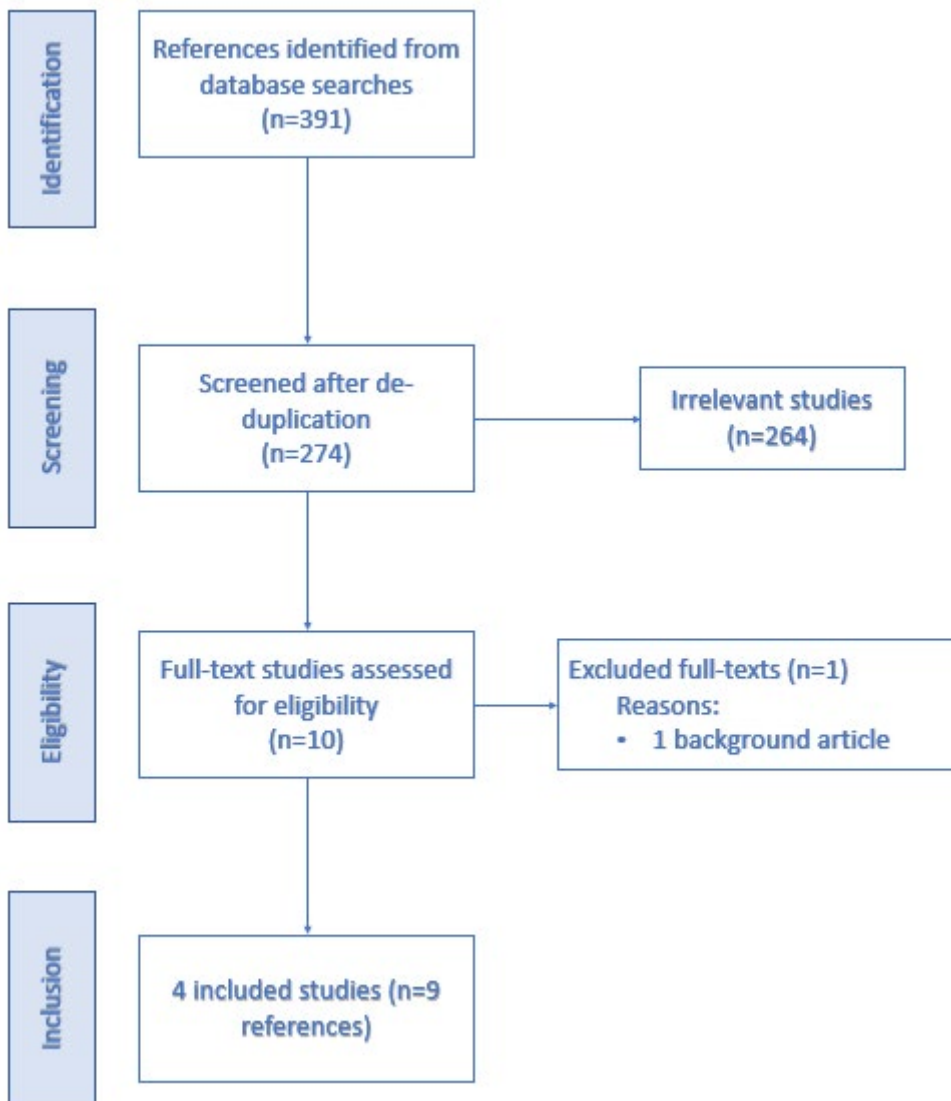 Identification
References identified from
database searches
(n=391)
Screening
Screened after de-
duplication
(n=274)
Irrelevant studies
(n=264)
Eligibility
Full-text studies assessed
for eligibility
(n=10)
Excluded full-texts (n=1)
Reasons:
• 1 background article
Inclusion
4 included studies (n=9
references)